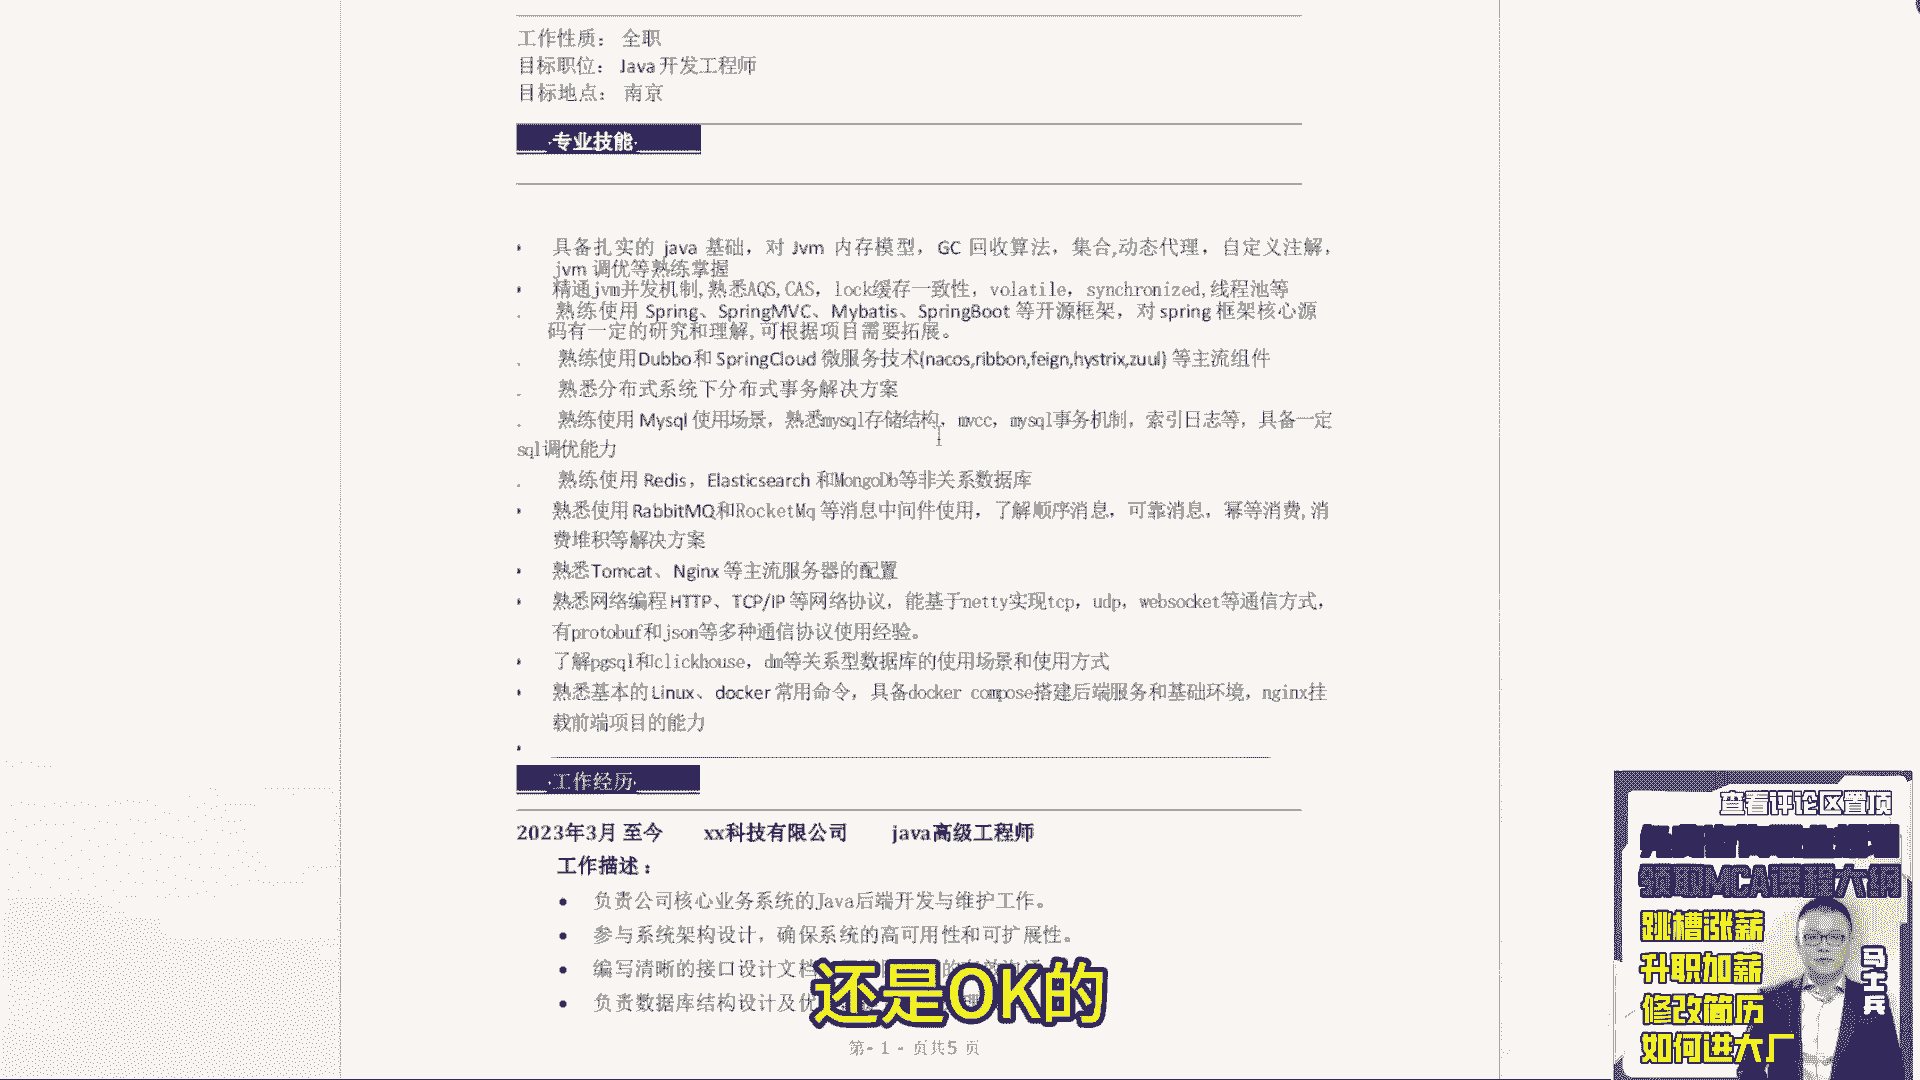 工作性质： 全职
目标职位： Java 开发工程师
目标地点： 南京
·专业技能·
具备扎实的 java 基础，对 Jvm 内存模型，GC 回收算法，集合,动态代理，自定义注解，
jvm 调优等熟练掌握
精通jvm并发机制,熟悉AQS,CAS，lock缓存一致性，volatile，synchronized,线程池等
熟练使用 Spring、SpringMVC、Mybatis、SpringBoot 等开源框架，对 spring 框架核心源
码有一定的研究和理解,可根据项目需要拓展。
熟练使用Dubbo和 SpringCloud 微服务技术(nacos,ribbon,feign,hystrix,zuul) 等主流组件
熟悉分布式系统下分布式事务解决方案
熟练使用 Mysql 使用场景，熟悉mysql存储结构，mvcc，mysql事务机制，索引日志等，具备一定
sql调优能力
熟练使用 Redis，Elasticsearch 和MongoDb等非关系数据库
熟悉使用 RabbitMQ和RocketMq 等消息中间件使用，了解顺序消息，可靠消息，幂等消费,消
费堆积等解决方案
熟悉Tomcat、Nginx 等主流服务器的配置
熟悉网络编程 HTTP、TCP/IP 等网络协议，能基于netty实现tcp，udp，websocket等通信方式，
有protobuf和json等多种通信协议使用经验。
了解pgsql和clickhouse，dm等关系型数据库的使用场景和使用方式
熟悉基本的 Linux、docker 常用命令，具备docker compose搭建后端服务和基础环境，nginx挂
载前端项目的能力
·工作经历·
2023年3月 至今 xx科技有限公司 java高级工程师
工作描述：
负责公司核心业务系统的Java后端开发与维护工作。
参与系统架构设计，确保系统的高可用性和可扩展性。
编写清晰的接口设计文档
负责数据库结构设计及优
还是OK的
第- 1 - 页共5 页
查看评论区置顶
领取MCA课程大纲
跳槽涨薪
升职加薪
修改简历
如何进大厂
马士兵